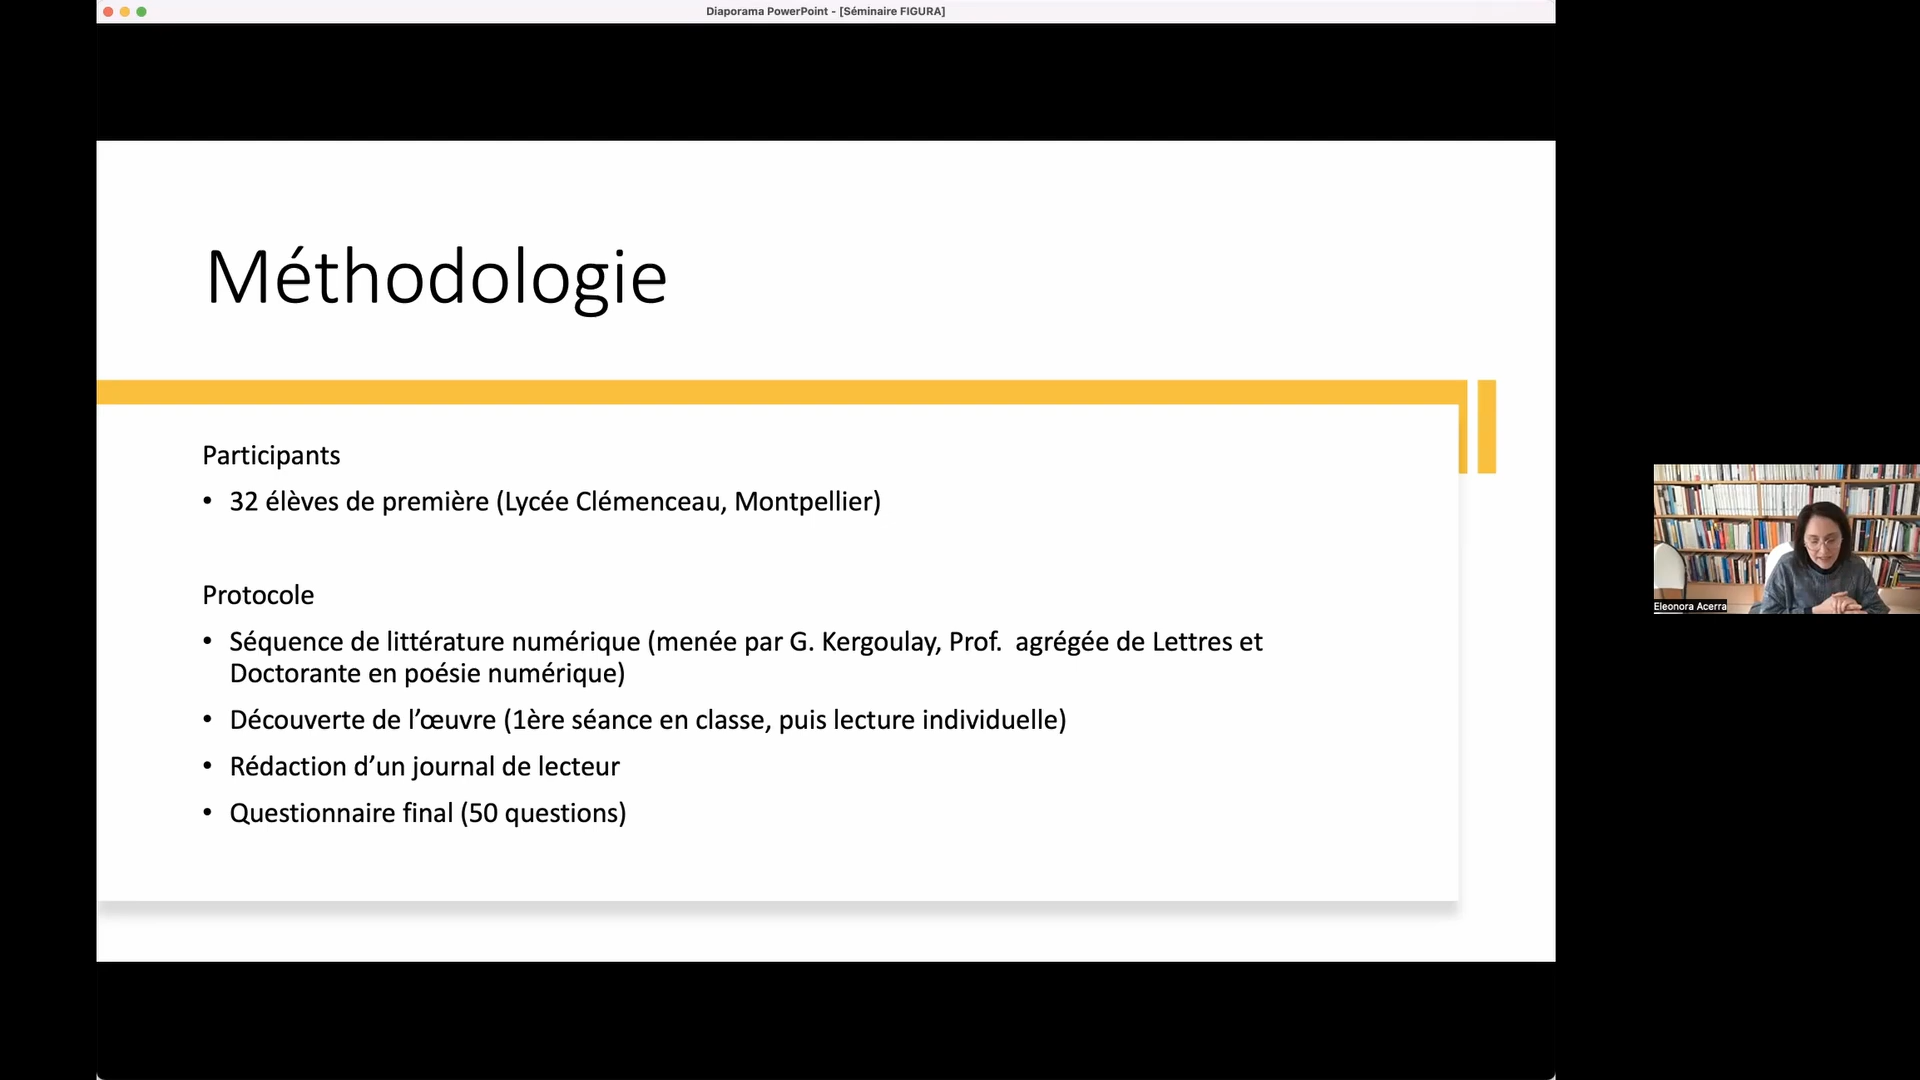 Diaporama PowerPoint - [Séminaire FIGURA]
Méthodologie
Participants
• 32 élèves de première (Lycée Clémenceau, Montpellier)
Protocole
• Séquence de littérature numérique (menée par G. Kergoulay, Prof.  agrégée de Lettres et
Doctorante en poésie numérique)
• Découverte de l’œuvre (1ère séance en classe, puis lecture individuelle)
• Rédaction d’un journal de lecteur
• Questionnaire final (50 questions)
Eleonora Acerra